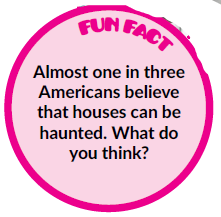 FUN FACT
Almost one in three
Americans believe
that houses can be
haunted. What do
you think?